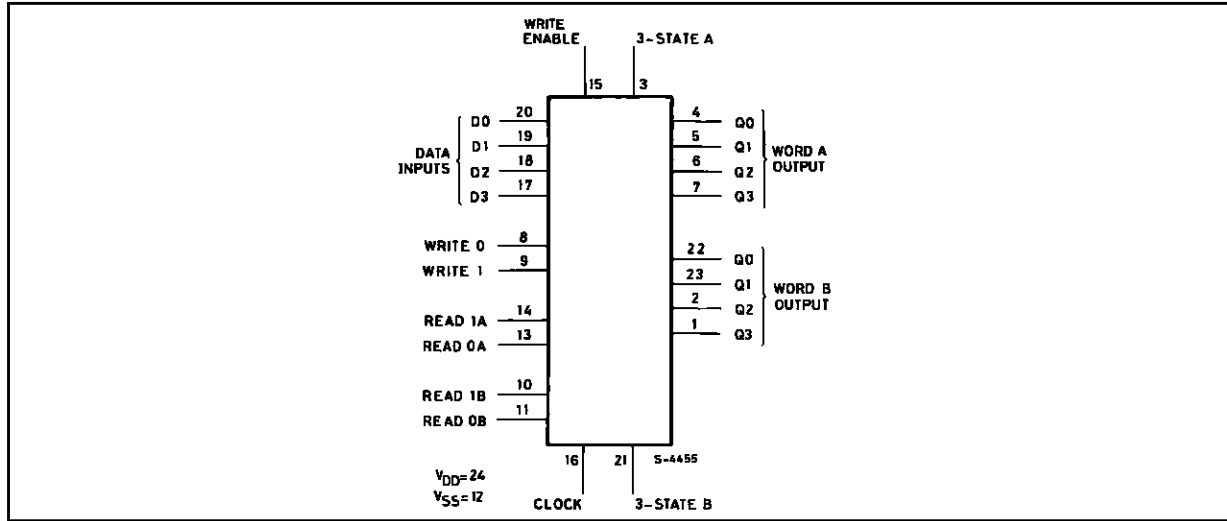 WRITE
ENABLE
3-STATE A
15
3
D0
20
D1
19
D2
18
D3
17
DATA
INPUTS
4
Q0
5
Q1
6
Q2
7
Q3
WORD A
OUTPUT
WRITE 0
8
WRITE 1
9
22
Q0
23
Q1
2
Q2
1
Q3
WORD B
OUTPUT
READ 1A
14
READ 0A
13
READ 1B
10
READ 0B
11
16
21
S-4455
VDD=24
VSS=12
CLOCK
3-STATE B